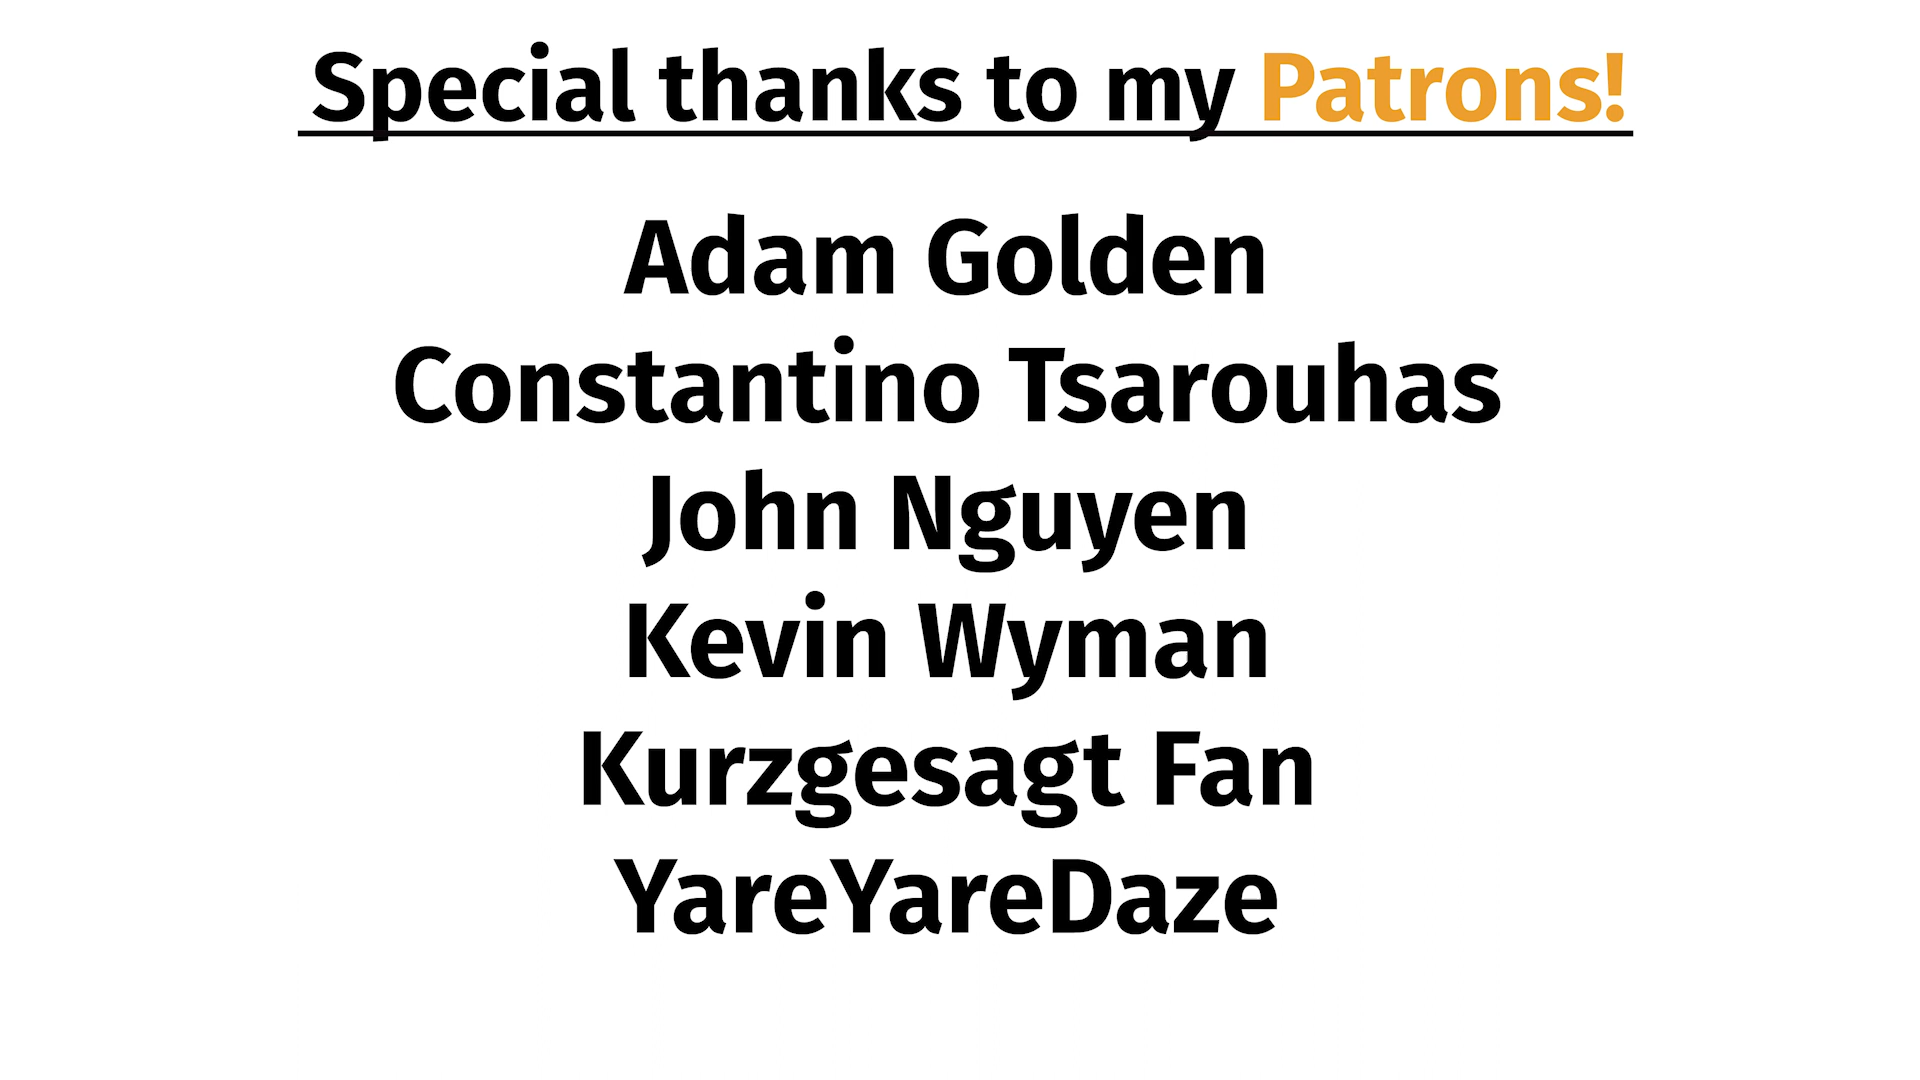 Special thanks to my Patrons!
Adam Golden
Constantino Tsarouhas
John Nguyen
Kevin Wyman
Kurzgesagt Fan
YareYareDaze